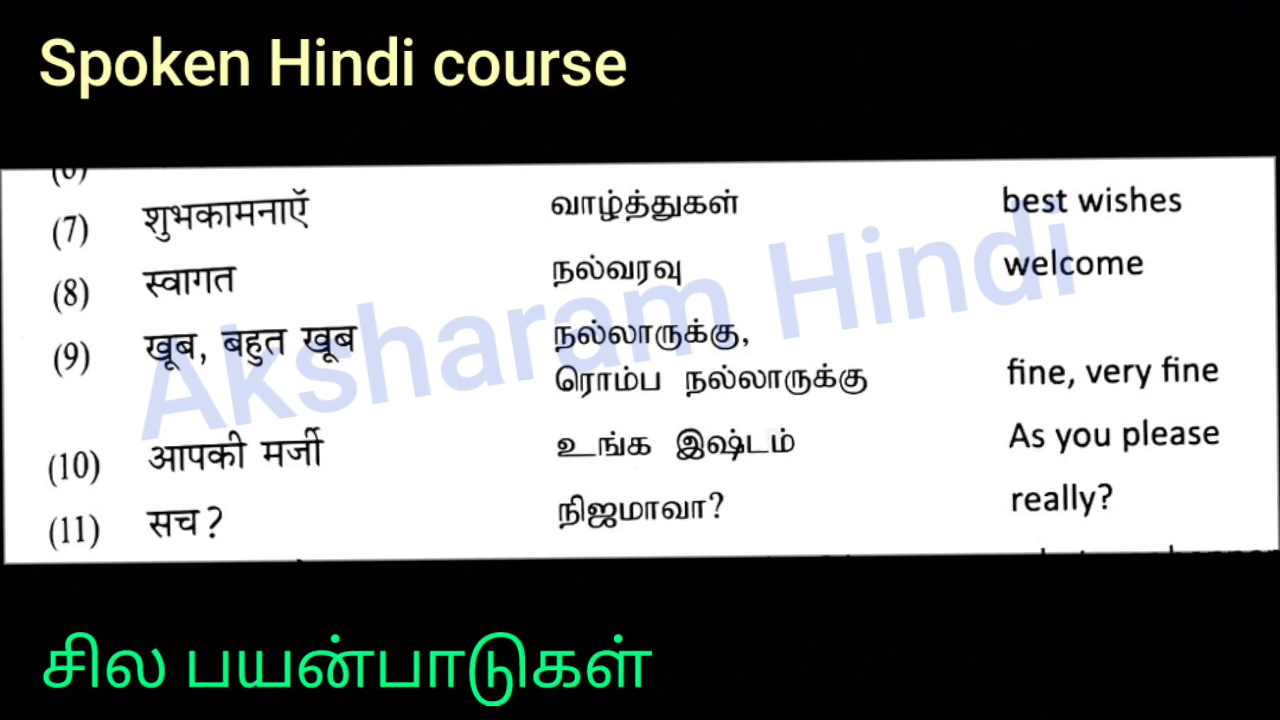 Spoken Hindi course
(6)
(7) शुभकामनाएँ வாழ்த்துகள் best wishes
(8) स्वागत நல்வரவு welcome
(9) खूब, बहुत खूब நல்லாருக்கு,
ரொம்ப நல்லாருக்கு fine, very fine
(10) आपकी मर्जी உங்க இஷ்டம் As you please
(11) सच? நிஜமாவா? really?
Aksharam Hindi
சில பயன்பாடுகள்